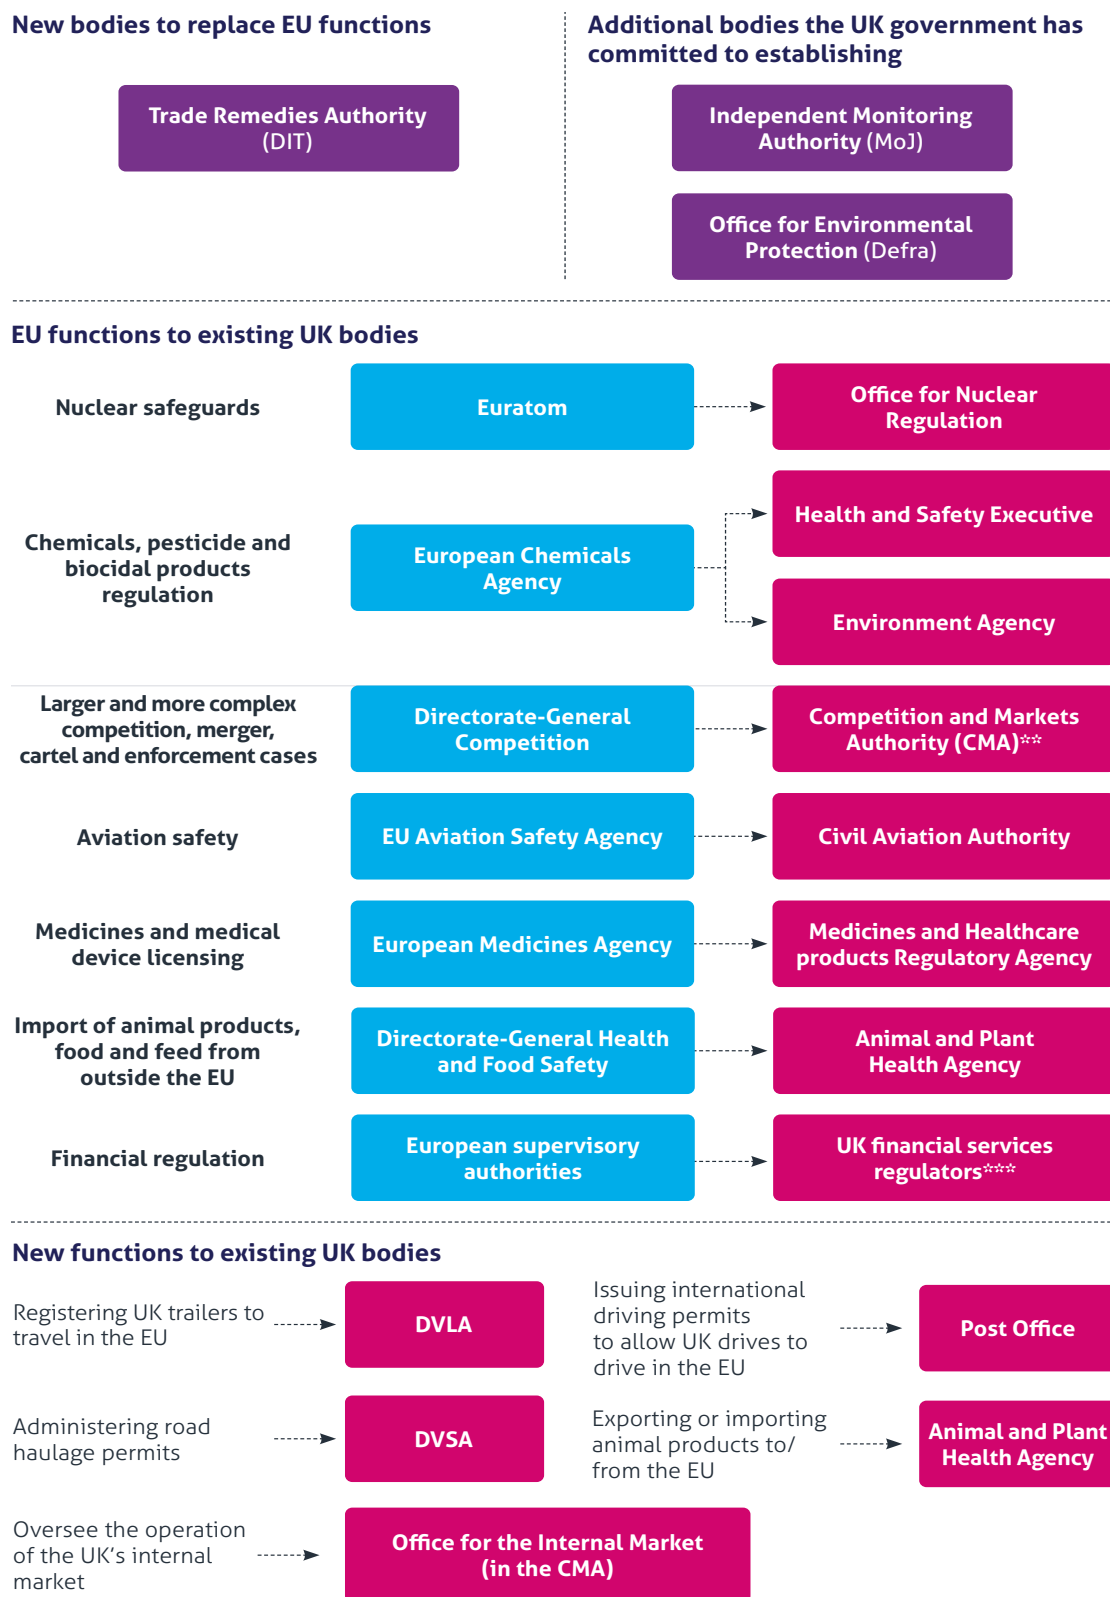 New bodies to replace EU functions
Trade Remedies Authority
(DIT)
Additional bodies the UK government has
committed to establishing
Independent Monitoring
Authority (MoJ)
Office for Environmental
Protection (Defra)
EU functions to existing UK bodies
Nuclear safeguards
Euratom
Office for Nuclear
Regulation
Chemicals, pesticide and
biocidal products
regulation
European Chemicals
Agency
Health and Safety Executive
Environment Agency
Larger and more complex
competition, merger,
cartel and enforcement cases
Directorate-General
Competition
Competition and Markets
Authority (CMA)**
Aviation safety
EU Aviation Safety Agency
Civil Aviation Authority
Medicines and medical
device licensing
European Medicines Agency
Medicines and Healthcare
products Regulatory Agency
Import of animal products,
food and feed from
outside the EU
Directorate-General Health
and Food Safety
Animal and Plant
Health Agency
Financial regulation
European supervisory
authorities
UK financial services
regulators***
New functions to existing UK bodies
Registering UK trailers to
travel in the EU
DVLA
Issuing international
driving permits
to allow UK drives to
drive in the EU
Post Office
Administering road
haulage permits
DVSA
Exporting or importing
animal products to/
from the EU
Animal and Plant
Health Agency
Oversee the operation
of the UK's internal
market
Office for the Internal Market
(in the CMA)